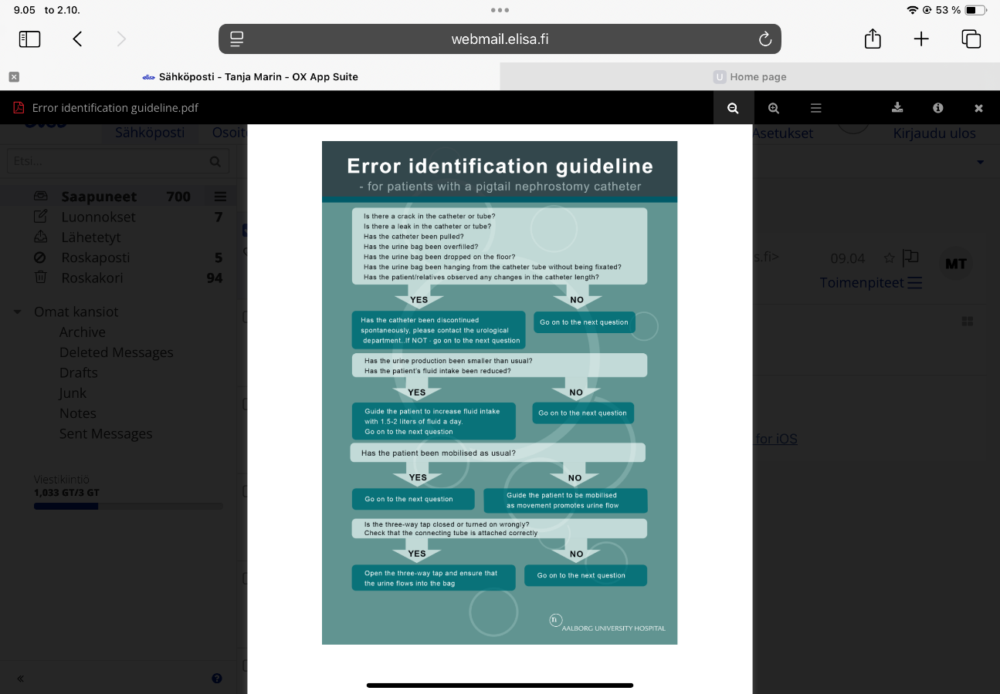 9.05 to 2.10.
53 %
webmail.elisa.fi
elisa Sähköposti - Tanja Marin - OX App Suite
U Home page
Error identification guideline.pdf
Sähköposti
Asetukset
Kirjaudu ulos
Etsi...
Saapuneet 700
Luonnokset 7
Lähetetyt
Roskaposti 5
Roskakori 94
Omat kansiot
Archive
Deleted Messages
Drafts
Junk
Notes
Sent Messages
Viestikiintiö
1,033 GT/3 GT
Error identification guideline
- for patients with a pigtail nephrostomy catheter
Is there a crack in the catheter or tube?
Is there a leak in the catheter or tube?
Has the catheter been pulled?
Has the urine bag been overfilled?
Has the urine bag been dropped on the floor?
Has the urine bag been hanging from the catheter tube without being fixated?
Has the patient/relatives observed any changes in the catheter length?
YES
NO
Has the catheter been discontinued
spontaneously, please contact the urological
department..If NOT - go on to the next question
Go on to the next question
Has the urine production been smaller than usual?
Has the patient's fluid intake been reduced?
YES
NO
Guide the patient to increase fluid intake
with 1.5-2 liters of fluid a day.
Go on to the next question
Go on to the next question
Has the patient been mobilised as usual?
YES
NO
Go on to the next question
Guide the patient to be mobilised
as movement promotes urine flow
Is the three-way tap closed or turned on wrongly?
Check that the connecting tube is attached correctly
YES
NO
Open the three-way tap and ensure that
the urine flows into the bag
Go on to the next question
n
AALBORG UNIVERSITY HOSPITAL
s.fi> 09.04
MT
Toimenpiteet
for iOS